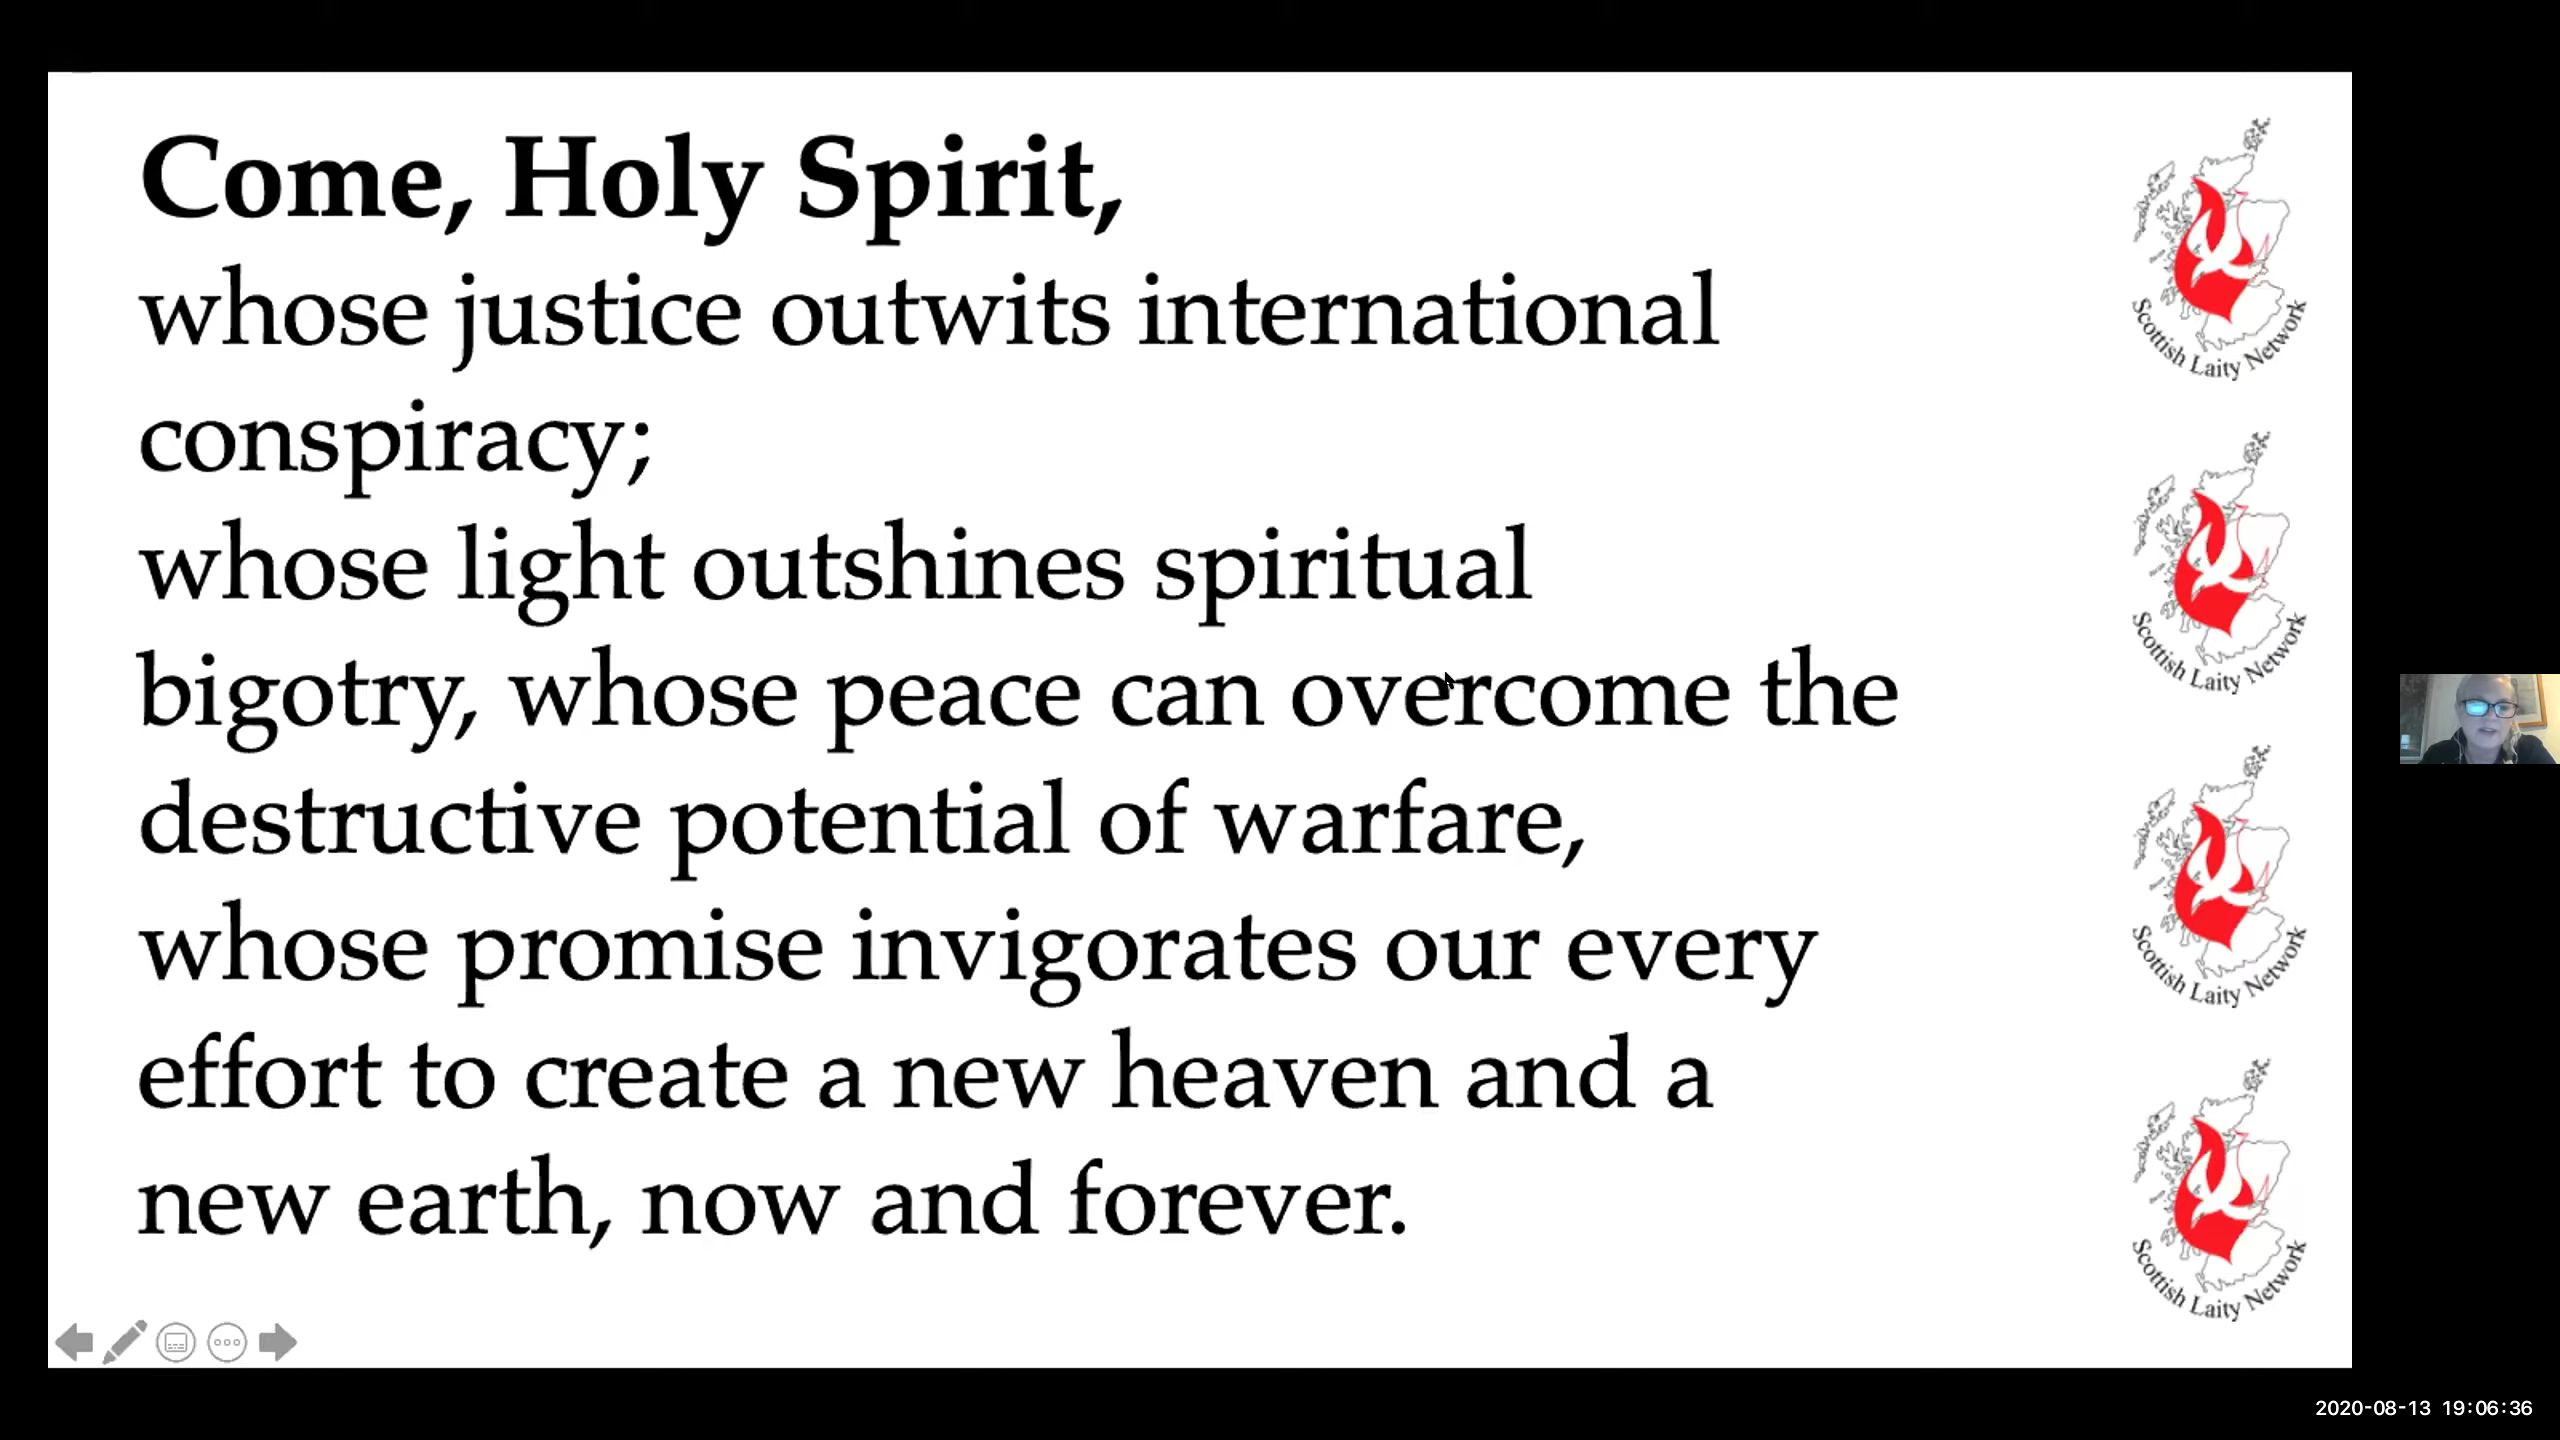 Come, Holy Spirit,
whose justice outwits international
conspiracy;
whose light outshines spiritual
bigotry, whose peace can overcome the
destructive potential of warfare,
whose promise invigorates our every
effort to create a new heaven and a
new earth, now and forever.
Scottish Laity Network
Scottish Laity Network
Scottish Laity Network
Scottish Laity Network
2020-08-13 19:06:36